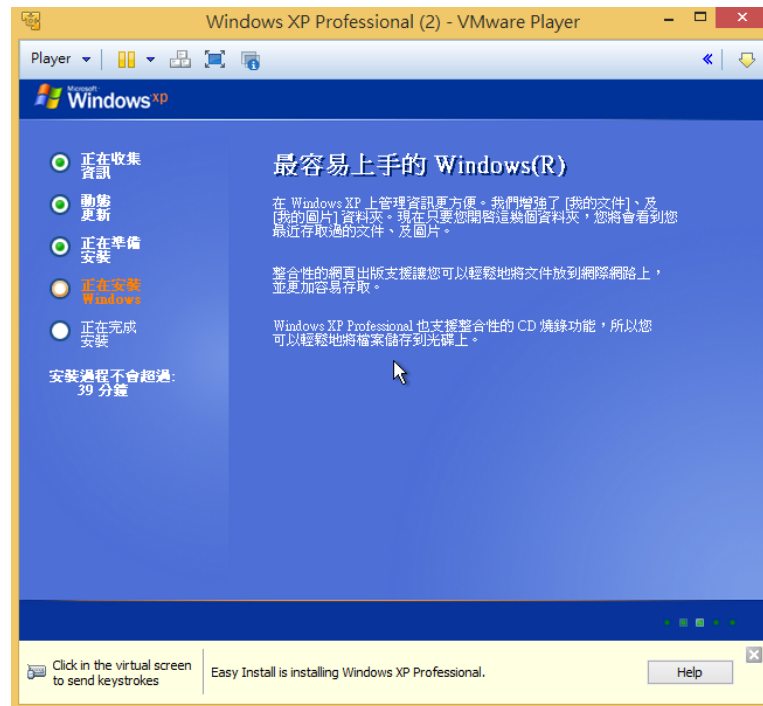 Windows XP Professional (2) - VMware Player
Player
Microsoft
Windows xp
正在收集
資訊
動態
更新
正在準備
安裝
正在安裝
Windows
正在完成
安裝
安裝過程不會超過:
39 分鐘
最容易上手的 Windows(R)
在 Windows XP 上管理資訊更方便。我們增強了 [我的文件]、及
[我的圖片] 資料夾。現在只要您開啓這幾個資料夾，您將會看到您
最近存取過的文件、及圖片。
整合性的網頁出版支援讓您可以輕鬆地將文件放到網際網路上，
並更加容易存取。
Windows XP Professional 也支援整合性的 CD 燒錄功能，所以您
可以輕鬆地將檔案儲存到光碟上。
Click in the virtual screen
to send keystrokes
Easy Install is installing Windows XP Professional.
Help